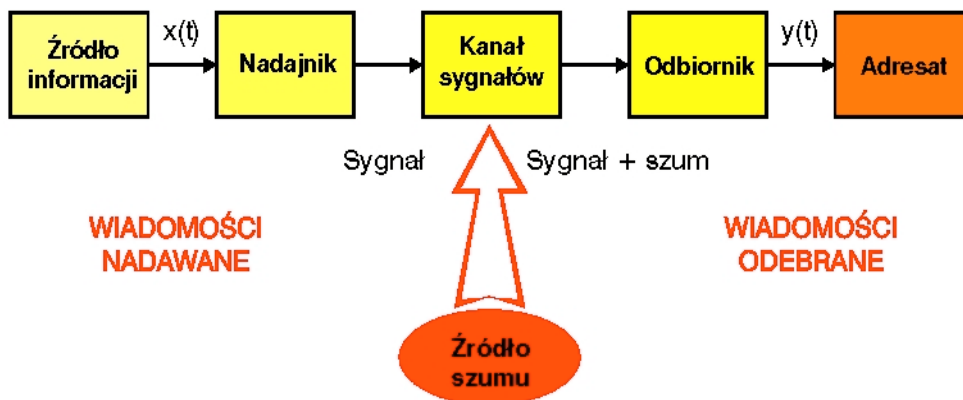 Źródło
informacji
x(t)
Nadajnik
Kanał
sygnałów
Odbiornik
y(t)
Adresat
Sygnał
Sygnał + szum
WIADOMOŚCI
NADAWANE
WIADOMOŚCI
ODEBRANE
Źródło
szumu